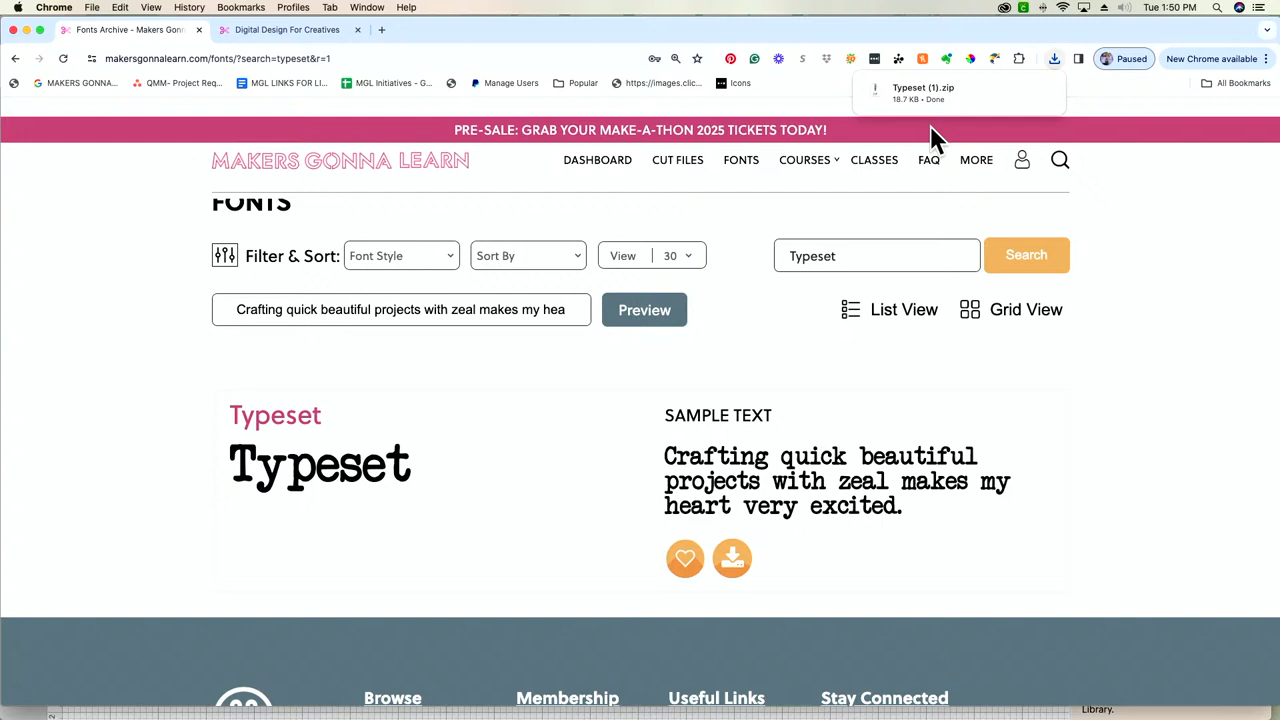 Chrome File Edit View History Bookmarks Profiles Tab Window Help Tue 1:50 PM
Fonts Archive - Makers Gonn Digital Design For Creatives
makersgonnalearn.com/fonts/?search=typeset&r=1 Paused New Chrome available
MAKERS GONNA... QMM- Project Req... MGL LINKS FOR LI... MGL Initiatives - G... Manage Users Popular https://images.clic... Icons All Bookmarks
Typeset (1).zip
18.7 KB • Done
PRE-SALE: GRAB YOUR MAKE-A-THON 2025 TICKETS TODAY!
MAKERS GONNA LEARN DASHBOARD CUT FILES FONTS COURSES CLASSES FAQ MORE
FONTS
Filter & Sort: Font Style Sort By View 30 Typeset Search
Crafting quick beautiful projects with zeal makes my hea Preview List View Grid View
Typeset
Typeset
SAMPLE TEXT
Crafting quick beautiful
projects with zeal makes my
heart very excited.
Browse Membership Useful Links Stay Connected
Library.
2